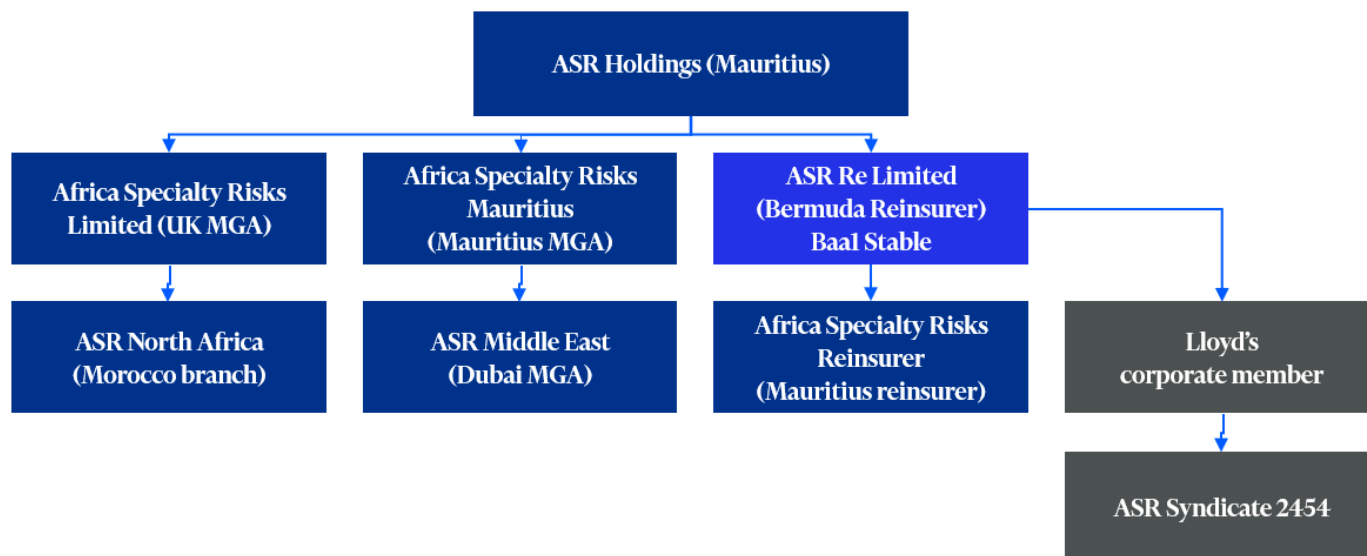 ASR Holdings (Mauritius)
Africa Specialty Risks
Limited (UK MGA)
Africa Specialty Risks
Mauritius
(Mauritius MGA)
ASR Re Limited
(Bermuda Reinsurer)
Baa1 Stable
ASR North Africa
(Morocco branch)
ASR Middle East
(Dubai MGA)
Africa Specialty Risks
Reinsurer
(Mauritius reinsurer)
Lloyd’s
corporate member
ASR Syndicate 2454